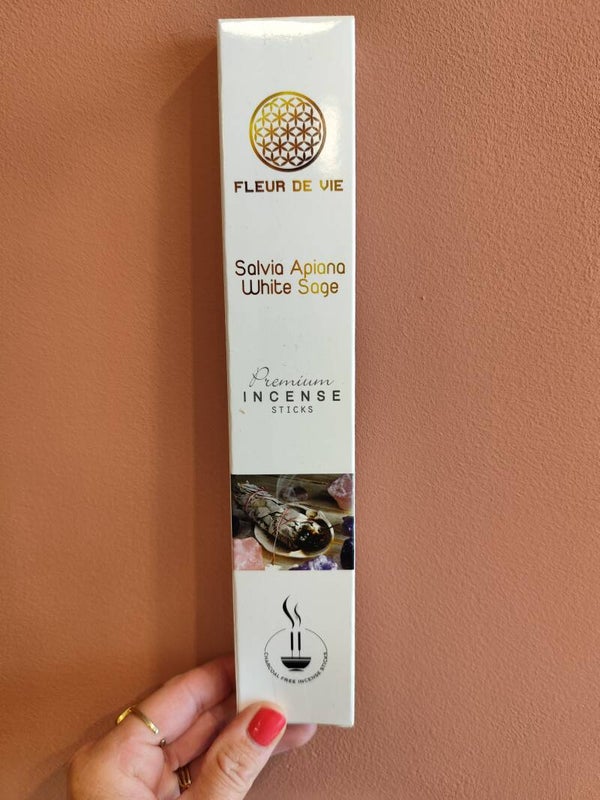 FLEUR DE VIE
Salvia Apiana
White Sage
Premium
INCENSE
STICKS
CHARCOAL FREE INCENSE STICKS